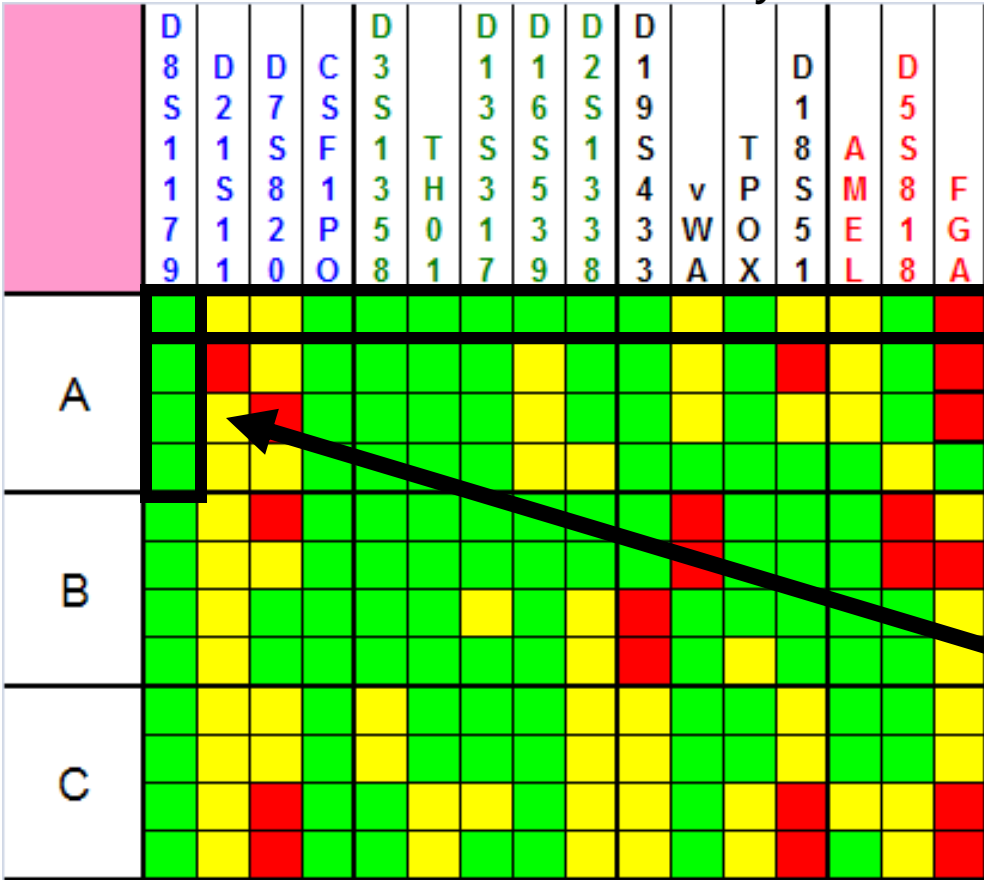 D8S1179
D21S11
D7S820
CSF1PO
D3S1358
TH01
D13S317
D16S539
D2S1338
D19S433
vWA
TPOX
D18S51
AMEL
D5S818
FGA
A
B
C